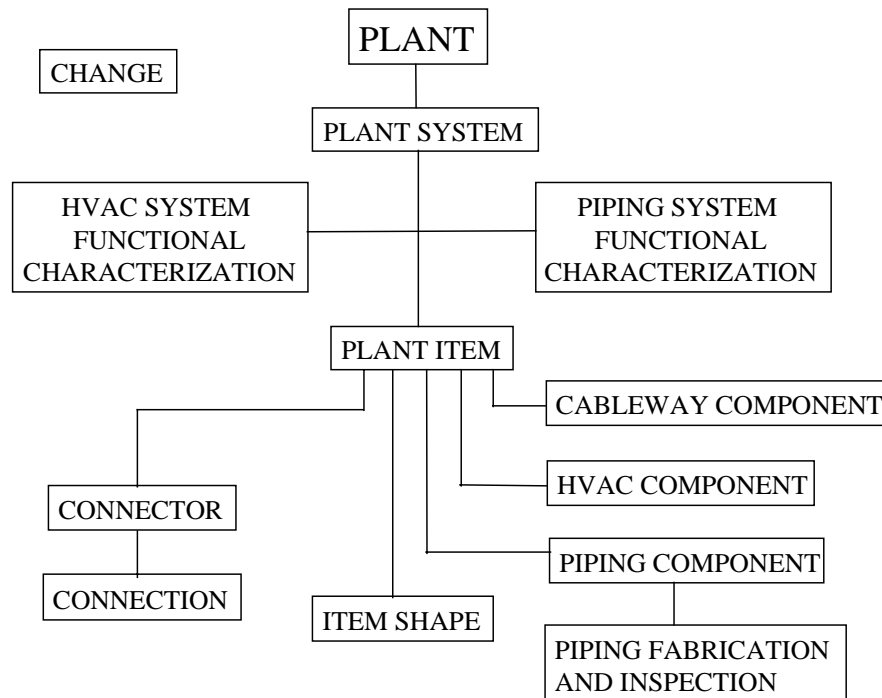 PLANT
CHANGE
PLANT SYSTEM
HVAC SYSTEM
FUNCTIONAL
CHARACTERIZATION
PIPING SYSTEM
FUNCTIONAL
CHARACTERIZATION
PLANT ITEM
CABLEWAY COMPONENT
HVAC COMPONENT
CONNECTOR
PIPING COMPONENT
CONNECTION
ITEM SHAPE
PIPING FABRICATION
AND INSPECTION